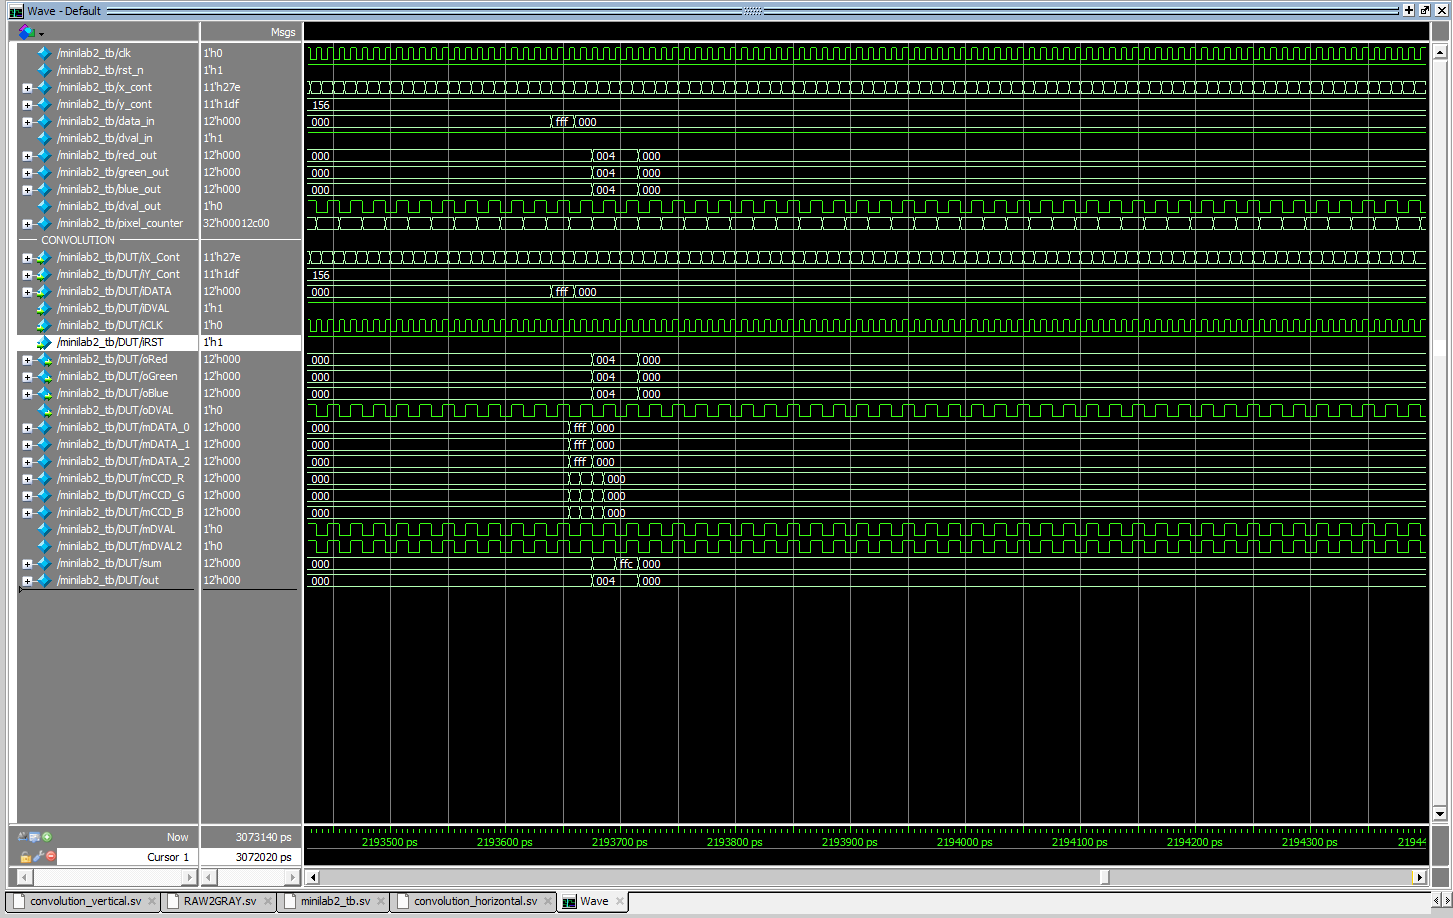 Wave - Default
Msgs
/minilab2_tb/clk 1'h0
/minilab2_tb/rst_n 1'h1
/minilab2_tb/x_cont 11'h27e
/minilab2_tb/y_cont 11'h1df 156
/minilab2_tb/data_in 12'h000 000 fff 000
/minilab2_tb/dval_in 1'h1
/minilab2_tb/red_out 12'h000 000 004 000
/minilab2_tb/green_out 12'h000 000 004 000
/minilab2_tb/blue_out 12'h000 000 004 000
/minilab2_tb/dval_out 1'h0
/minilab2_tb/pixel_counter 32'h00012c00
CONVOLUTION
/minilab2_tb/DUT/iX_Cont 11'h27e
/minilab2_tb/DUT/iY_Cont 11'h1df 156
/minilab2_tb/DUT/iDATA 12'h000 000 fff 000
/minilab2_tb/DUT/iDVAL 1'h1
/minilab2_tb/DUT/iCLK 1'h0
/minilab2_tb/DUT/iRST 1'h1
/minilab2_tb/DUT/oRed 12'h000 000 004 000
/minilab2_tb/DUT/oGreen 12'h000 000 004 000
/minilab2_tb/DUT/oBlue 12'h000 000 004 000
/minilab2_tb/DUT/oDVAL 1'h0
/minilab2_tb/DUT/mDATA_0 12'h000 000 fff 000
/minilab2_tb/DUT/mDATA_1 12'h000 000 fff 000
/minilab2_tb/DUT/mDATA_2 12'h000 000 fff 000
/minilab2_tb/DUT/mCCD_R 12'h000 000 000
/minilab2_tb/DUT/mCCD_G 12'h000 000 000
/minilab2_tb/DUT/mCCD_B 12'h000 000 000
/minilab2_tb/DUT/mDVAL 1'h0
/minilab2_tb/DUT/mDVAL2 1'h0
/minilab2_tb/DUT/sum 12'h000 000 ffc 000
/minilab2_tb/DUT/out 12'h000 000 004 000
Now 3073140 ps 2193500 ps 2193600 ps 2193700 ps 2193800 ps 2193900 ps 2194000 ps 2194100 ps 2194200 ps 2194300 ps 21944
Cursor 1 3072020 ps
convolution_vertical.sv RAW2GRAY.sv minilab2_tb.sv convolution_horizontal.sv Wave